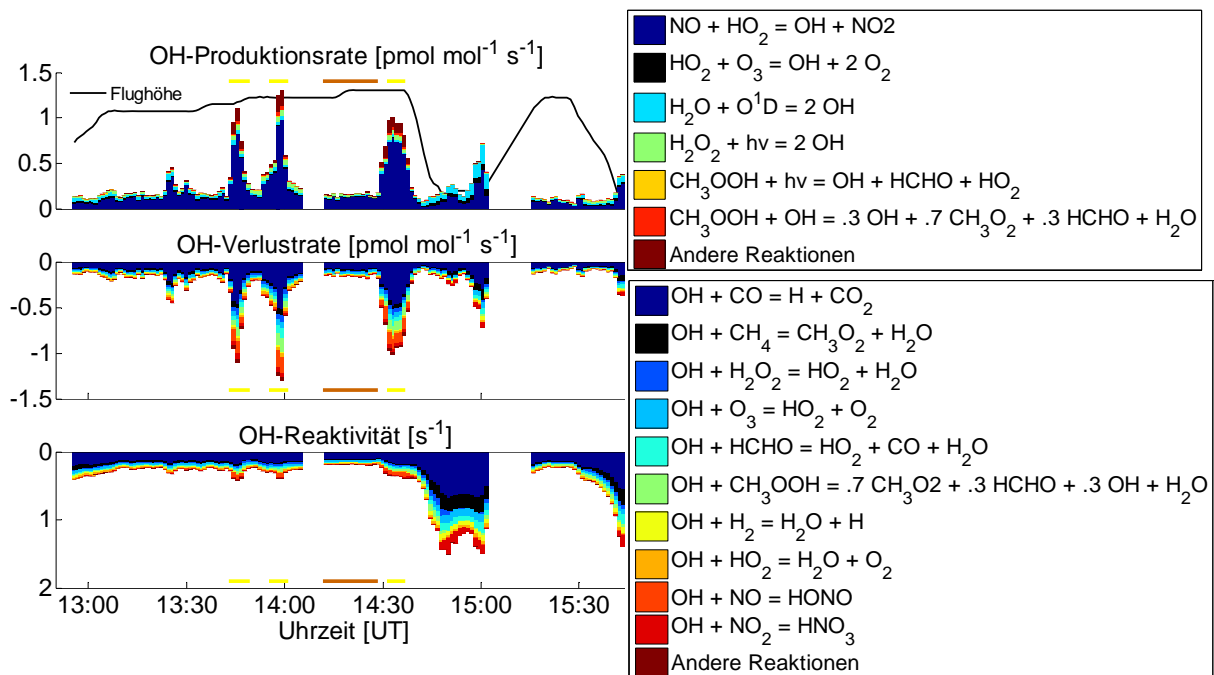 OH-Produktionsrate [pmol mol⁻¹ s⁻¹]
1.5
1
0.5
0
Flughöhe
OH-Verlustrate [pmol mol⁻¹ s⁻¹]
0
-0.5
-1
-1.5
OH-Reaktivität [s⁻¹]
0
1
2
13:00 13:30 14:00 14:30 15:00 15:30
Uhrzeit [UT]
NO + HO₂ = OH + NO2
HO₂ + O₃ = OH + 2 O₂
H₂O + O¹D = 2 OH
H₂O₂ + hv = 2 OH
CH₃OOH + hv = OH + HCHO + HO₂
CH₃OOH + OH = .3 OH + .7 CH₃O₂ + .3 HCHO + H₂O
Andere Reaktionen
OH + CO = H + CO₂
OH + CH₄ = CH₃O₂ + H₂O
OH + H₂O₂ = HO₂ + H₂O
OH + O₃ = HO₂ + O₂
OH + HCHO = HO₂ + CO + H₂O
OH + CH₃OOH = .7 CH₃O2 + .3 HCHO + .3 OH + H₂O
OH + H₂ = H₂O + H
OH + HO₂ = H₂O + O₂
OH + NO = HONO
OH + NO₂ = HNO₃
Andere Reaktionen